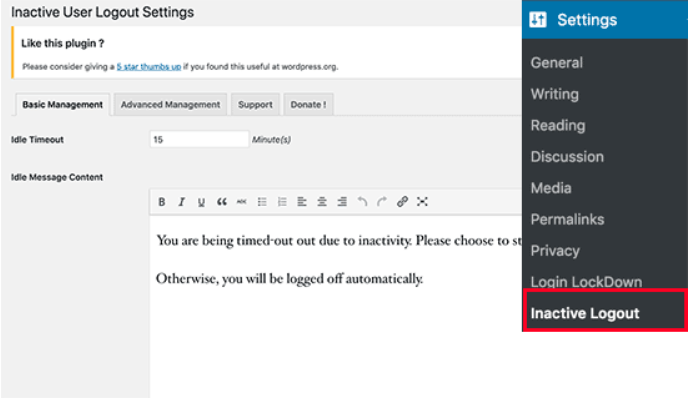 Inactive User Logout Settings
Like this plugin ?
Please consider giving a 5 star thumbs up if you found this useful at wordpress.org.
Basic Management Advanced Management Support Donate !
Idle Timeout 15 Minute(s)
Idle Message Content
B I U “ ABC
You are being timed-out out due to inactivity. Please choose to st
Otherwise, you will be logged off automatically.
Settings
General
Writing
Reading
Discussion
Media
Permalinks
Privacy
Login LockDown
Inactive Logout